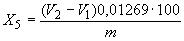 X₅ = (V₂ − V₁)0,01269·100 / m